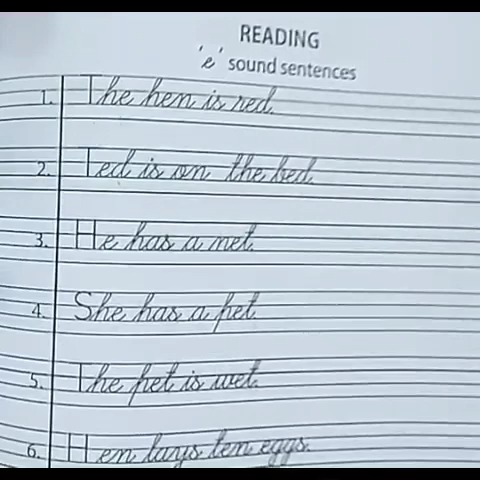 READING
'e' sound sentences
1. The hen is red.
2. Ted is on the bed.
3. He has a net.
4. She has a pet.
5. The pet is wet.
6. Hen lays ten eggs.